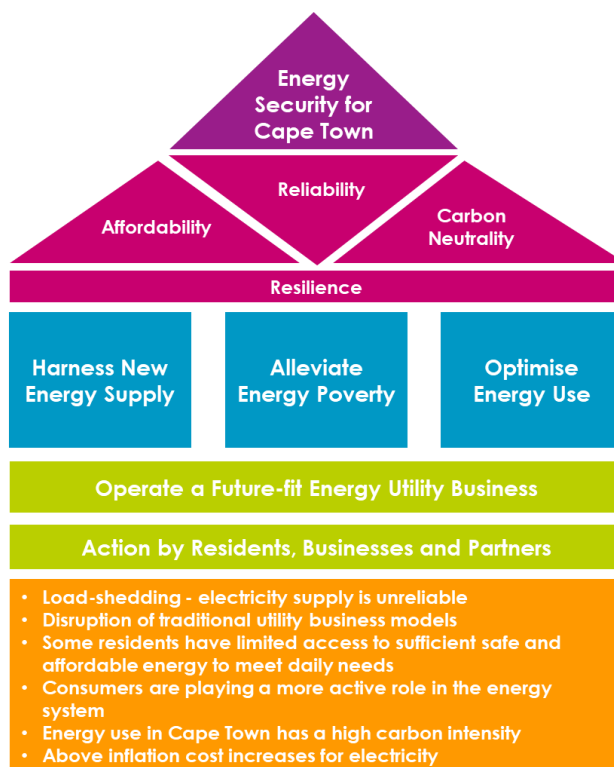 Energy
Security for
Cape Town
Reliability
Affordability
Carbon
Neutrality
Resilience
Harness New
Energy Supply
Alleviate
Energy Poverty
Optimise
Energy Use
Operate a Future-fit Energy Utility Business
Action by Residents, Businesses and Partners
• Load-shedding - electricity supply is unreliable
• Disruption of traditional utility business models
• Some residents have limited access to sufficient safe and
affordable energy to meet daily needs
• Consumers are playing a more active role in the energy
system
• Energy use in Cape Town has a high carbon intensity
• Above inflation cost increases for electricity